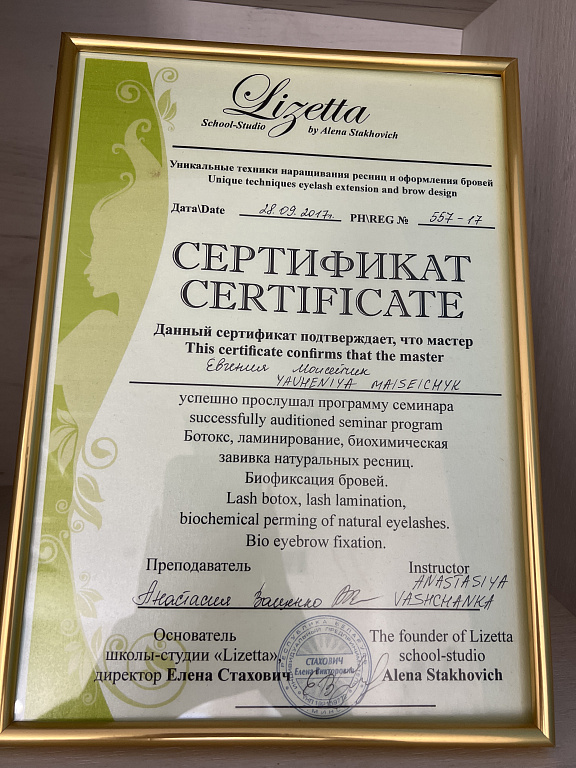 Lizetta
School-Studio by Alena Stakhovich
Уникальные техники наращивания ресниц и оформления бровей
Unique techniques eyelash extension and brow design
Дата\Date 28.09.2017г. РН\REG № 557-17
СЕРТИФИКАТ
CERTIFICATE
Данный сертификат подтверждает, что мастер
This certificate confirms that the master
Евгения Моисейчик
YAUHENIYA MAISEICHYK
успешно прослушал программу семинара
successfully auditioned seminar program
Ботокс, ламинирование, биохимическая
завивка натуральных ресниц.
Биофиксация бровей.
Lash botox, lash lamination,
biochemical perming of natural eyelashes.
Bio eyebrow fixation.
Преподаватель Instructor
ANASTASIYA
Анастасия VASHCHANKA
Основатель The founder of Lizetta
школы-студии «Lizetta» school-studio
директор Елена Стахович Alena Stakhovich
СТАХОВИЧ
Елена Викторовна